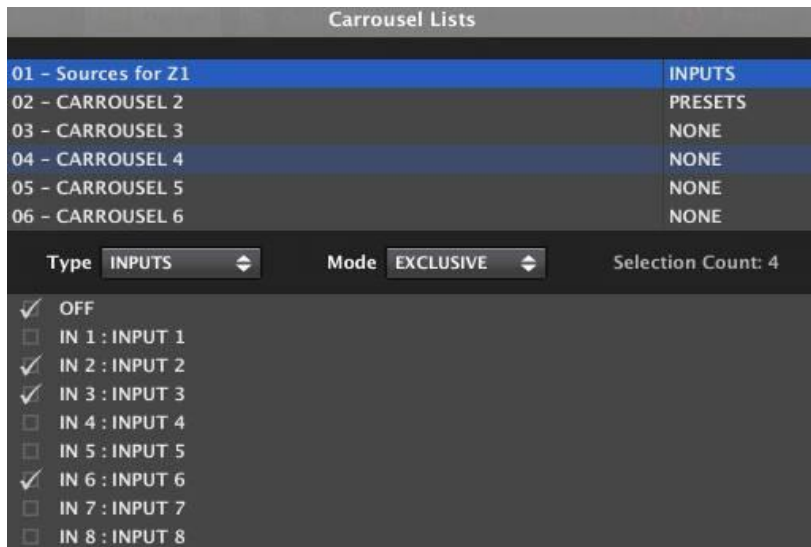 Carrousel Lists
01 – Sources for Z1 INPUTS
02 – CARROUSEL 2 PRESETS
03 – CARROUSEL 3 NONE
04 – CARROUSEL 4 NONE
05 – CARROUSEL 5 NONE
06 – CARROUSEL 6 NONE
Type INPUTS Mode EXCLUSIVE Selection Count: 4
OFF
IN 1 : INPUT 1
IN 2 : INPUT 2
IN 3 : INPUT 3
IN 4 : INPUT 4
IN 5 : INPUT 5
IN 6 : INPUT 6
IN 7 : INPUT 7
IN 8 : INPUT 8